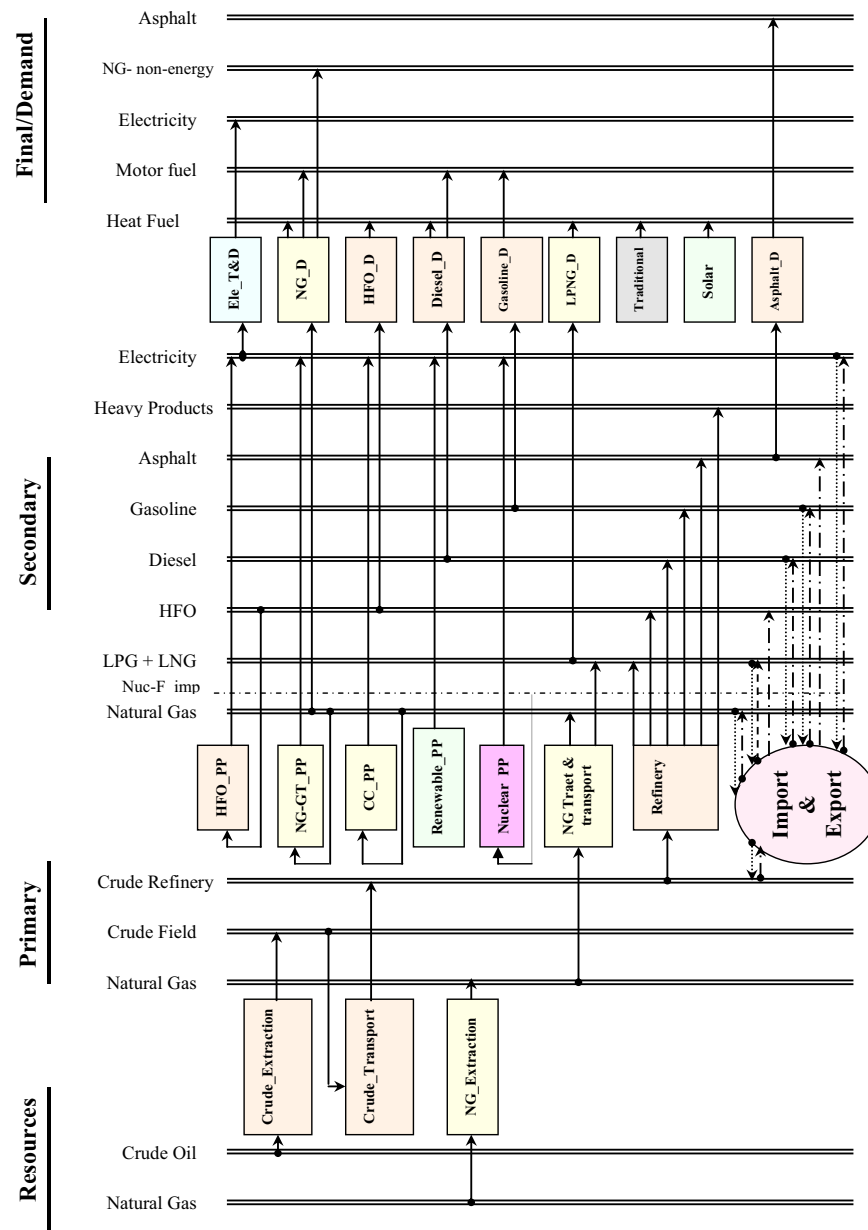 Final/Demand
Asphalt
NG- non-energy
Electricity
Motor fuel
Heat Fuel
Ele_T&D
NG_D
HFO_D
Diesel_D
Gasoline_D
LPNG_D
Traditional
Solar
Asphalt_D
Secondary
Electricity
Heavy Products
Asphalt
Gasoline
Diesel
HFO
LPG + LNG
Nuc-F_imp
Natural Gas
HFO_PP
NG-GT_PP
CC_PP
Renewable_PP
Nuclear_PP
NG Traet &
transport
Refinery
Import
&
Export
Primary
Crude Refinery
Crude Field
Natural Gas
Crude_Extraction
Crude_Transport
NG_Extraction
Resources
Crude Oil
Natural Gas